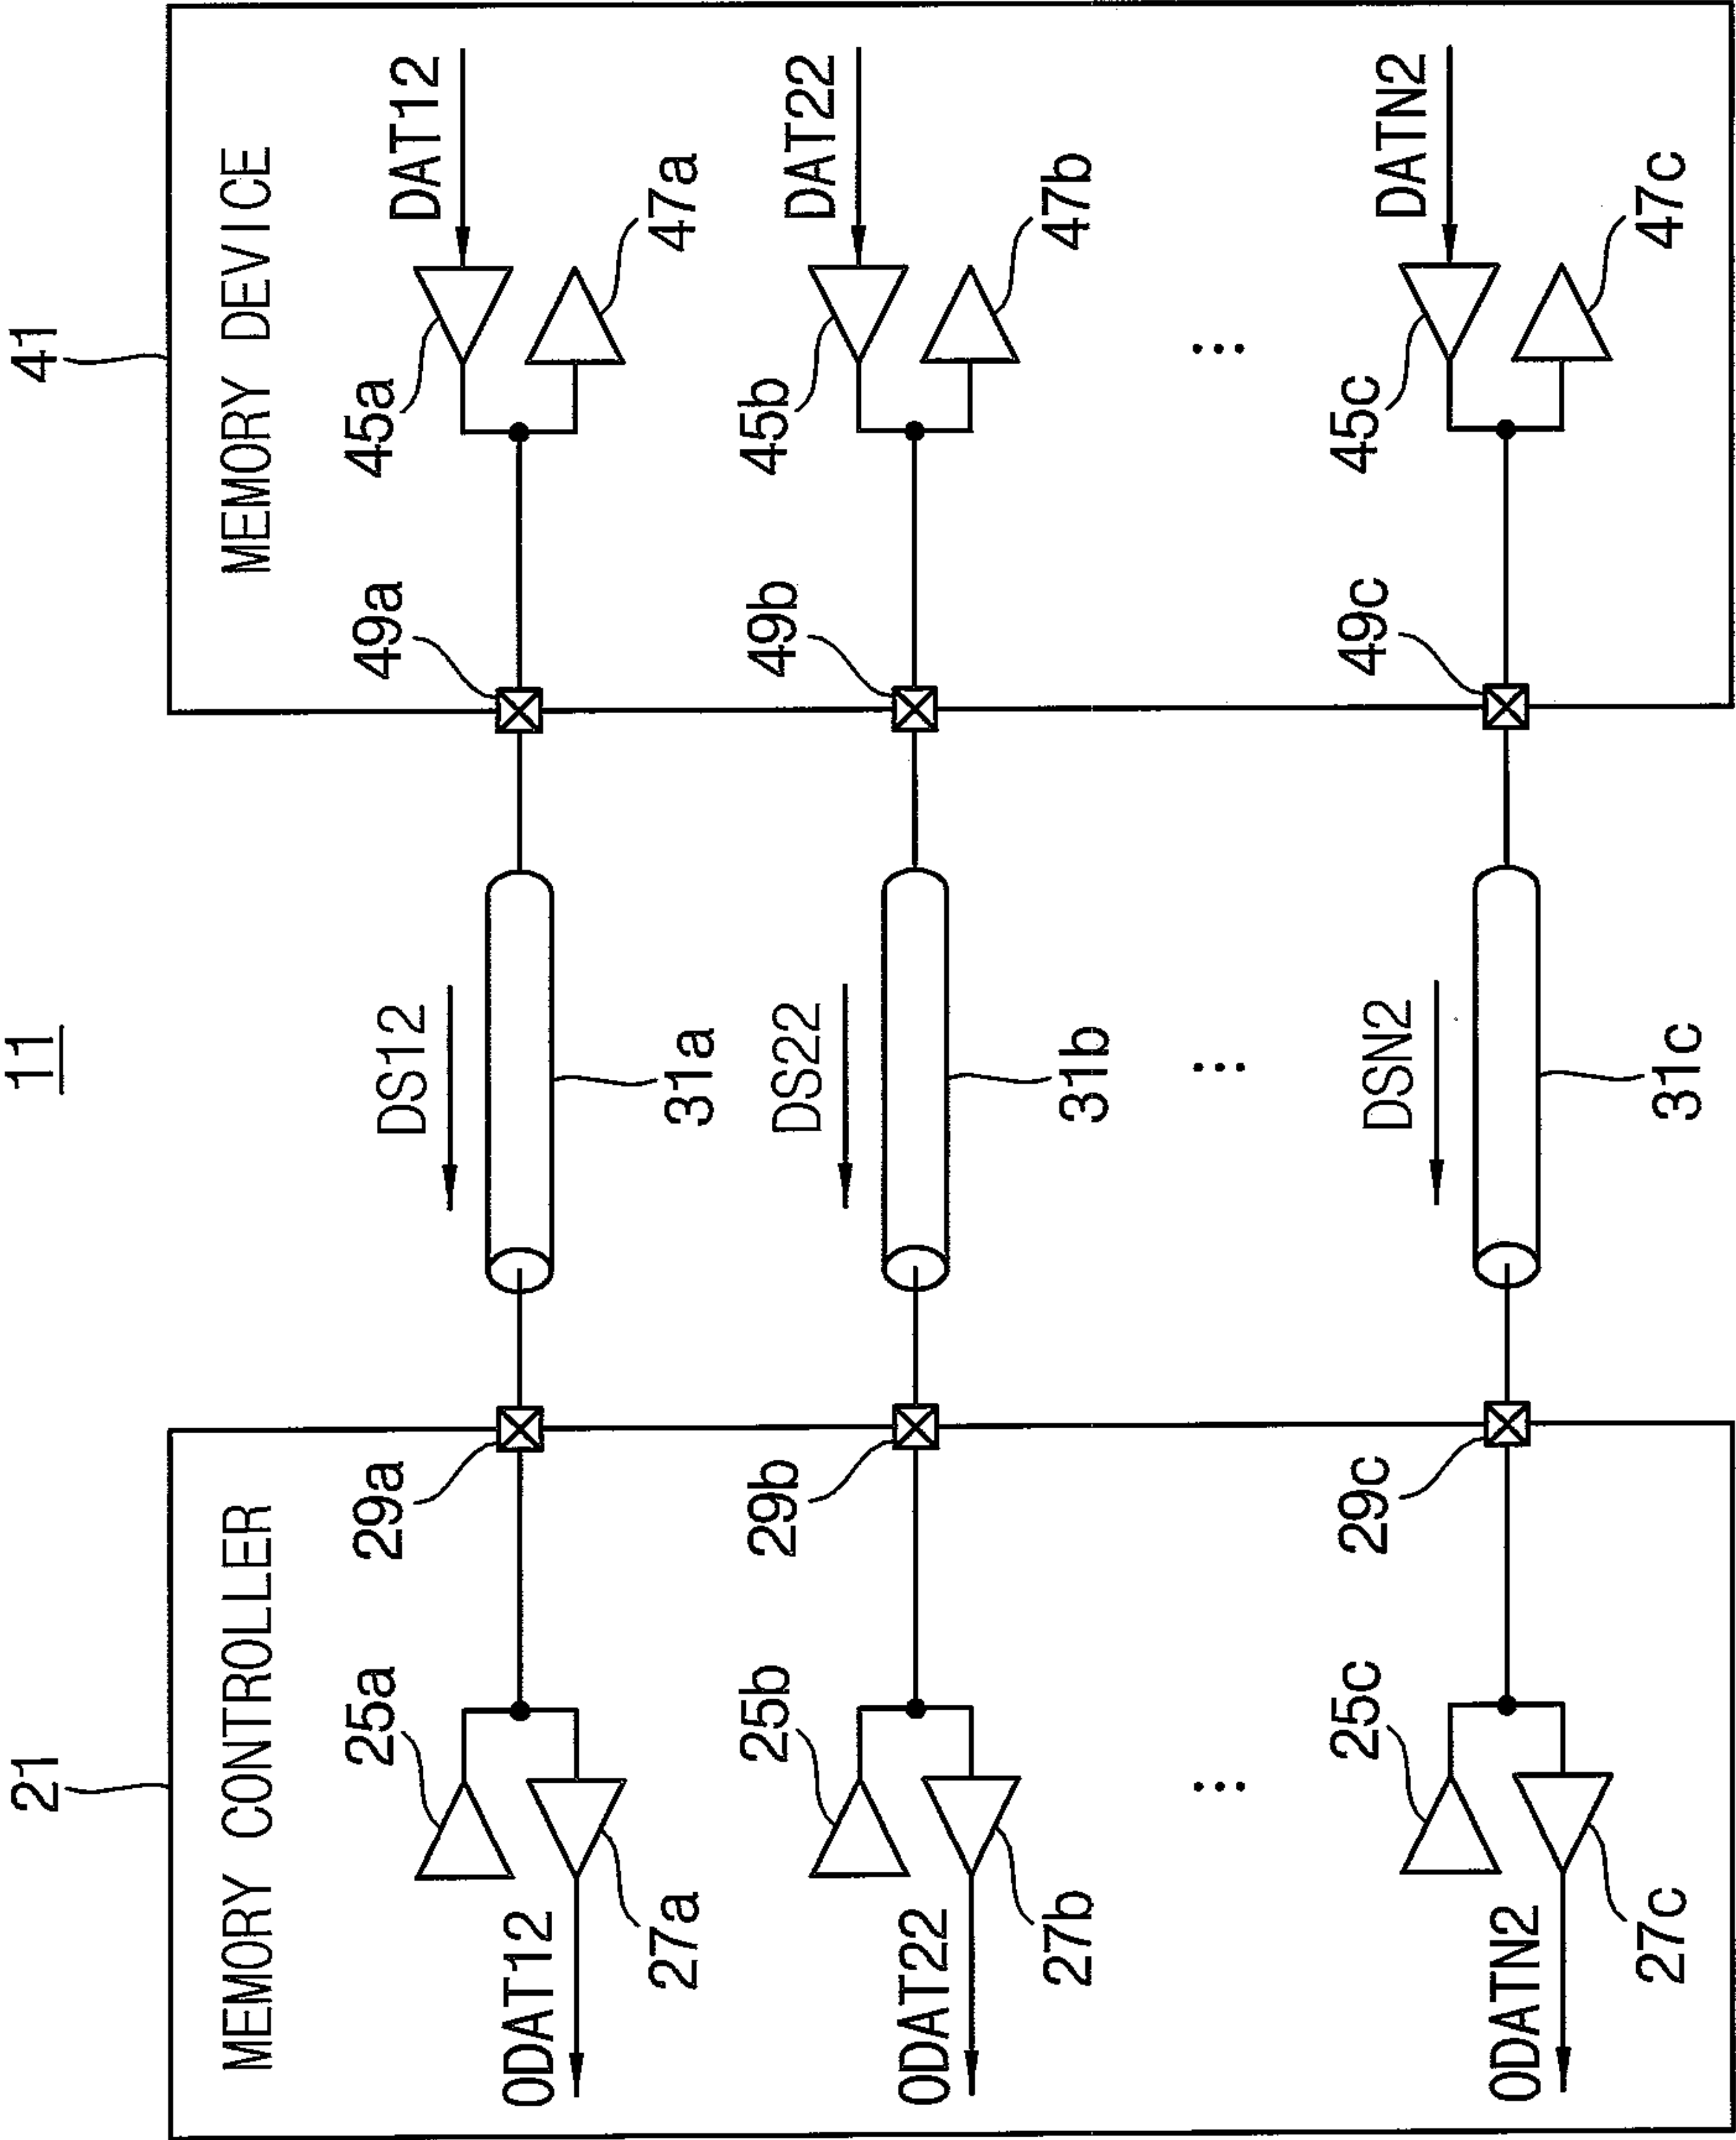 11
21
41
MEMORY CONTROLLER
MEMORY DEVICE
25a
29a
DS12
49a
45a
DAT12
ODAT12
27a
31a
47a
25b
29b
DS22
49b
45b
DAT22
ODAT22
27b
31b
47b
...
...
...
25c
29c
DSN2
49c
45c
DATN2
ODATN2
27c
31c
47c